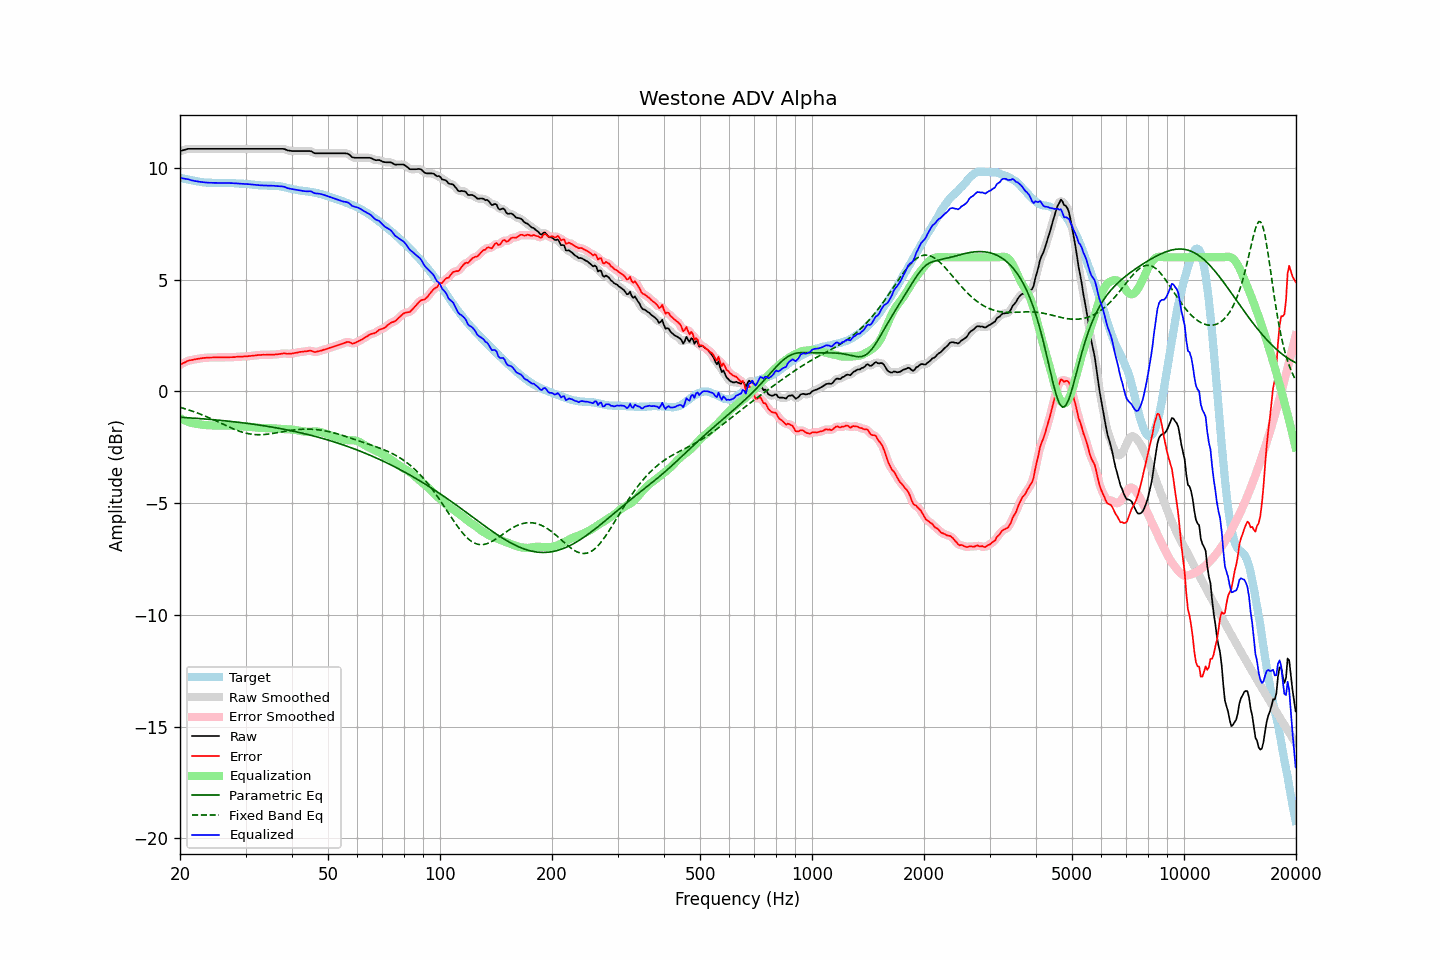 Westone ADV Alpha
Amplitude (dBr)
10
5
0
−5
−10
−15
−20
Target
Raw Smoothed
Error Smoothed
Raw
Error
Equalization
Parametric Eq
Fixed Band Eq
Equalized
20 50 100 200 500 1000 2000 5000 10000 20000
Frequency (Hz)